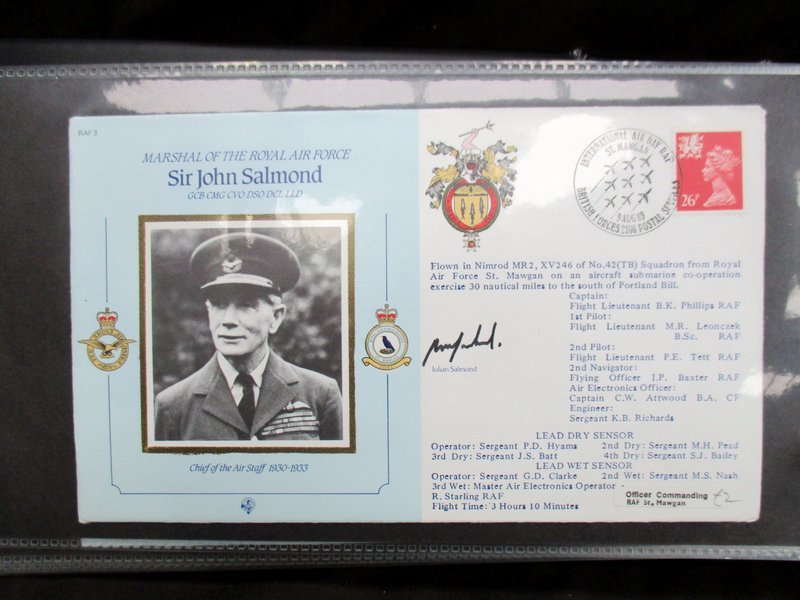 RAF 3
MARSHAL OF THE ROYAL AIR FORCE
Sir John Salmond
GCB CMG CVO DSO DCL LLD
Chief of the Air Staff 1930-1933
INTERNATIONAL AIR DAY RAF
ST. MAWGAN
9 AUG 83
BRITISH FORCES 2206 POSTAL SERVICE
26P
Flown in Nimrod MR2, XV246 of No.42(TB) Squadron from Royal
Air Force St. Mawgan on an aircraft submarine co-operation
exercise 30 nautical miles to the south of Portland Bill.
Captain:
Flight Lieutenant B.K. Phillips RAF
1st Pilot:
Flight Lieutenant M.R. Leonczek
B.Sc. RAF
2nd Pilot:
Flight Lieutenant P.E. Tett RAF
2nd Navigator:
Flying Officer I.P. Baxter RAF
Air Electronics Officer:
Captain C.W. Attwood B.A. CF
Engineer:
Sergeant K.B. Richards
Julian Salmond
LEAD DRY SENSOR
Operator: Sergeant P.D. Hyams 2nd Dry: Sergeant M.H. Pead
3rd Dry: Sergeant J.S. Batt 4th Dry: Sergeant S.J. Bailey
LEAD WET SENSOR
Operator: Sergeant G.D. Clarke 2nd Wet: Sergeant M.S. Nash
3rd Wet: Master Air Electronics Operator -
R. Starling RAF
Flight Time: 3 Hours 10 Minutes
Officer Commanding
RAF St. Mawgan
£2